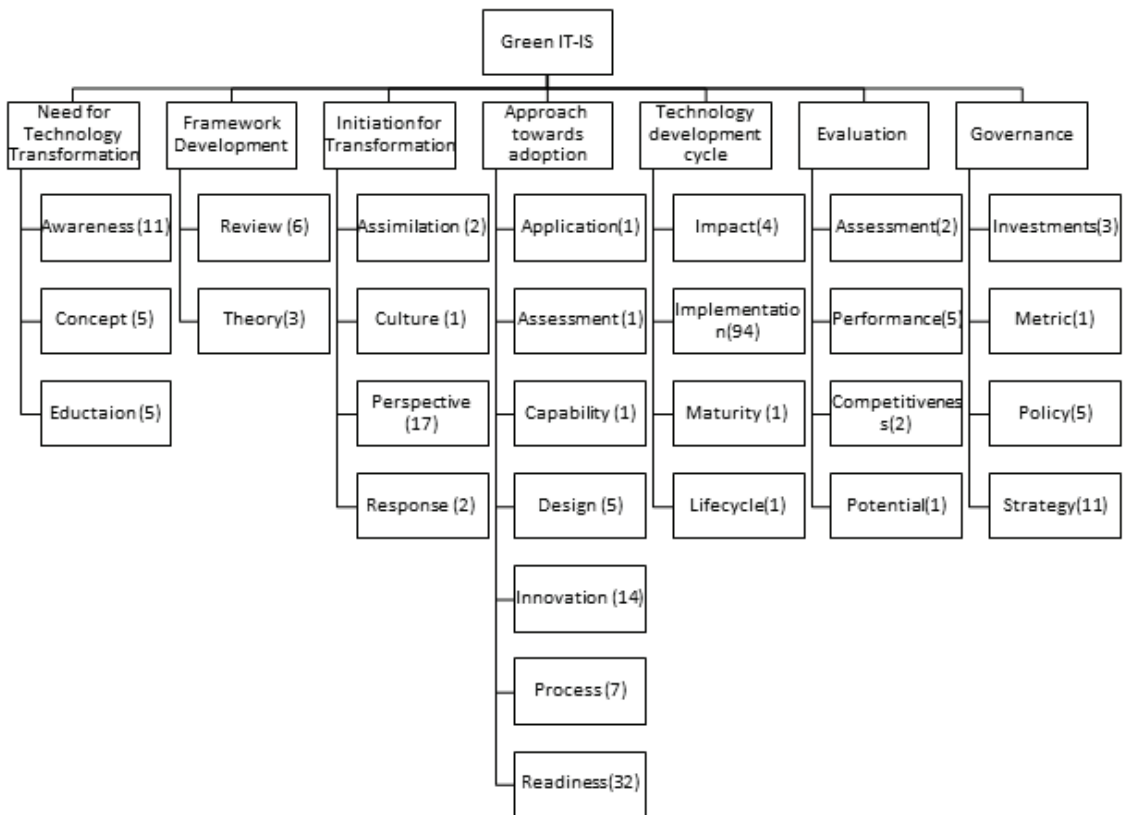 Green IT-IS
Need for
Technology
Transformation
Framework
Development
Initiation for
Transformation
Approach
towards
adoption
Technology
development
cycle
Evaluation
Governance
Awareness (11)
Concept (5)
Eductaion (5)
Review (6)
Theory(3)
Assimilation (2)
Culture (1)
Perspective
(17)
Response (2)
Application(1)
Assessment(1)
Capability (1)
Design (5)
Innovation (14)
Process (7)
Readiness(32)
Impact(4)
Implementatio
n(94)
Maturity (1)
Lifecycle(1)
Assessment(2)
Performance(5)
Competitivenes
s(2)
Potential(1)
Investments(3)
Metric(1)
Policy(5)
Strategy(11)